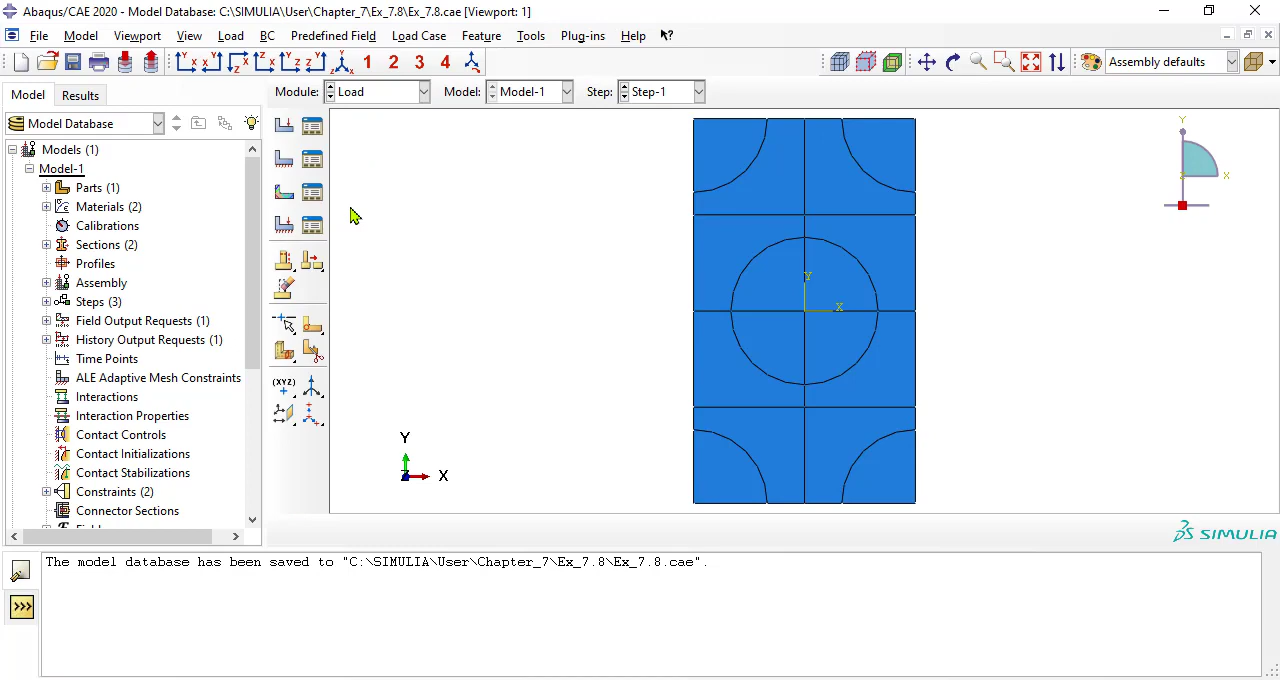 Abaqus/CAE 2020 - Model Database: C:\SIMULIA\User\Chapter_7\Ex_7.8\Ex_7.8.cae [Viewport: 1]
File Model Viewport View Load BC Predefined Field Load Case Feature Tools Plug-ins Help
1 2 3 4 Assembly defaults
Model Results Module: Load Model: Model-1 Step: Step-1
Model Database
Models (1)
Model-1
Parts (1)
Materials (2)
Calibrations
Sections (2)
Profiles
Assembly
Steps (3)
Field Output Requests (1)
History Output Requests (1)
Time Points
ALE Adaptive Mesh Constraints
Interactions
Interaction Properties
Contact Controls
Contact Initializations
Contact Stabilizations
Constraints (2)
Connector Sections
(XYZ)
Y
X
Y
X
Z
Y
X
Z
SIMULIA
The model database has been saved to "C:\SIMULIA\User\Chapter_7\Ex_7.8\Ex_7.8.cae".
>>>